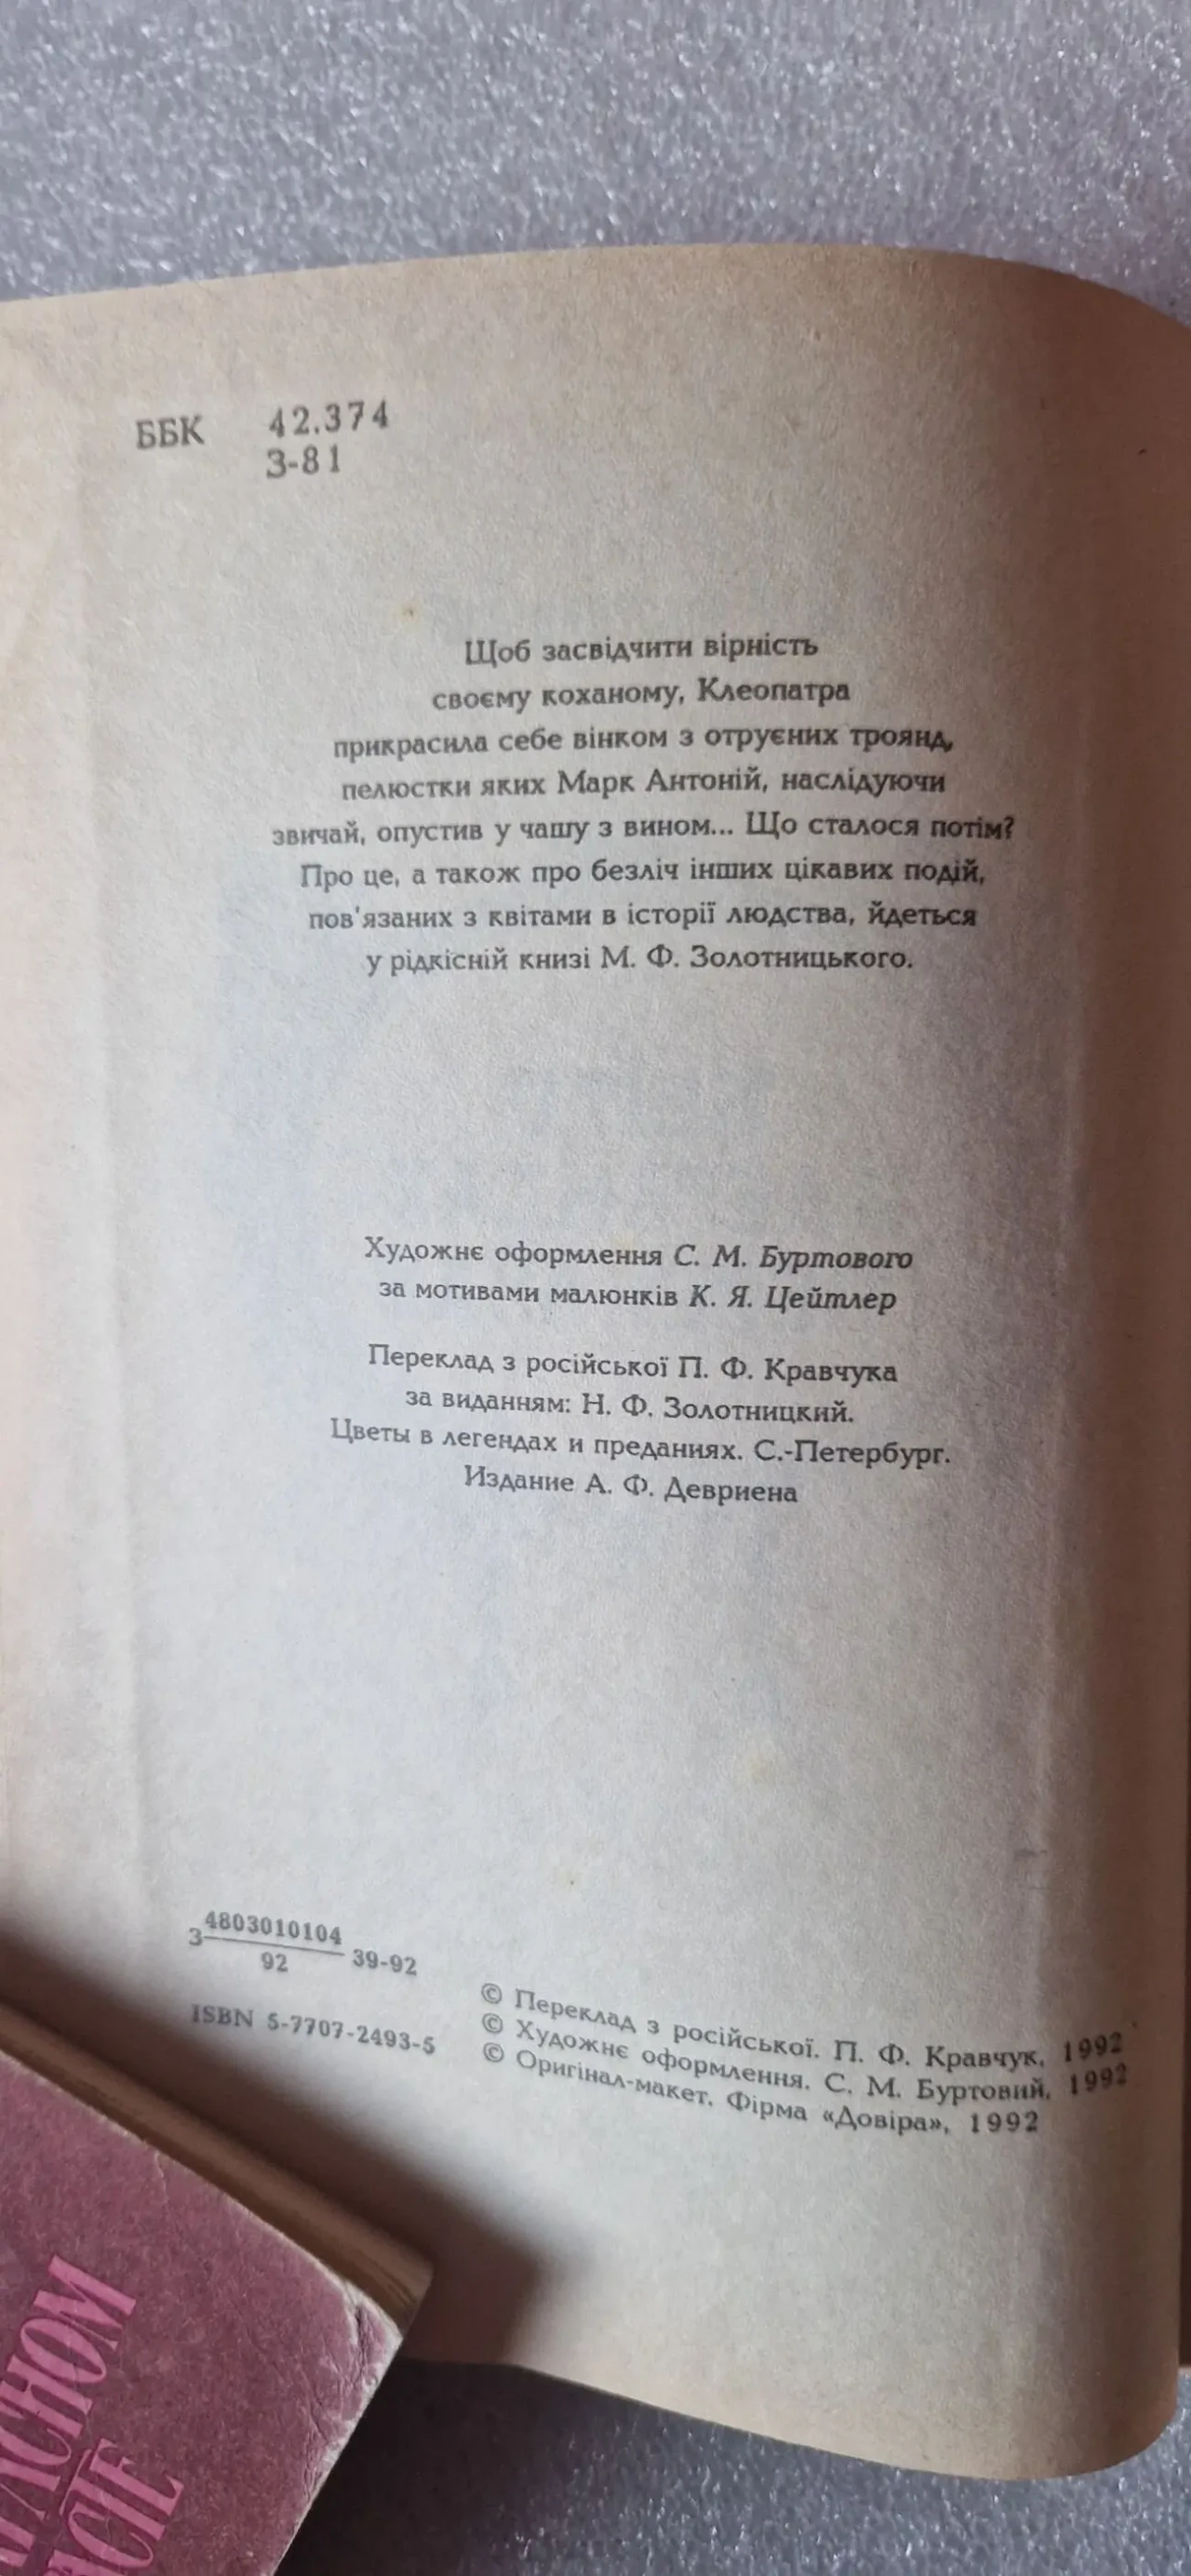 ББК 42.374
З-81
Щоб засвідчити вірність
своєму коханому, Клеопатра
прикрасила себе вінком з отруєних троянд,
пелюстки яких Марк Антоній, наслідуючи
звичай, опустив у чашу з вином... Що сталося потім?
Про це, а також про безліч інших цікавих подій,
пов'язаних з квітами в історії людства, йдеться
у рідкісній книзі М. Ф. Золотницького.
Художнє оформлення С. М. Буртового
за мотивами малюнків К. Я. Цейтлер
Переклад з російської П. Ф. Кравчука
за виданням: Н. Ф. Золотницкий.
Цветы в легендах и преданиях. С.-Петербург.
Издание А. Ф. Девриена
З 4803010104 39-92
92
ISBN 5-7707-2493-5
© Переклад з російської. П. Ф. Кравчук, 1992
© Художнє оформлення. С. М. Буртовий, 1992
© Оригінал-макет. Фірма «Довіра», 1992